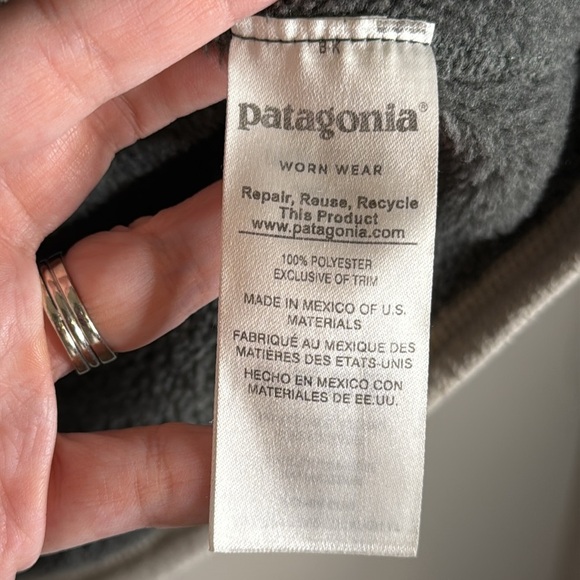 patagonia®
WORN WEAR
Repair, Reuse, Recycle
This Product
www.patagonia.com
100% POLYESTER
EXCLUSIVE OF TRIM
MADE IN MEXICO OF U.S.
MATERIALS
FABRIQUÉ AU MEXIQUE DES
MATIÈRES DES ÉTATS-UNIS
HECHO EN MEXICO CON
MATERIALES DE EE.UU.